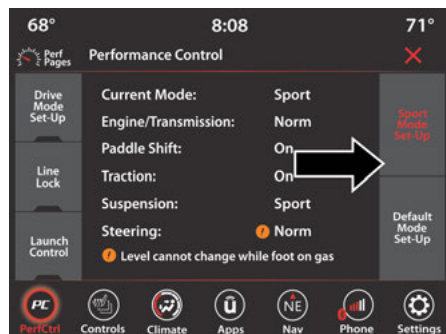 68°
8:08
71°
Perf
Pages
Performance Control
Drive
Mode
Set-Up
Line
Lock
Launch
Control
Current Mode: Sport
Engine/Transmission: Norm
Paddle Shift: On
Traction: On
Suspension: Sport
Steering: ! Norm
! Level cannot change while foot on gas
Sport
Mode
Set-Up
Default
Mode
Set-Up
PC
PerfCtrl
Controls
Climate
ū
Apps
NE
Nav
Phone
Settings